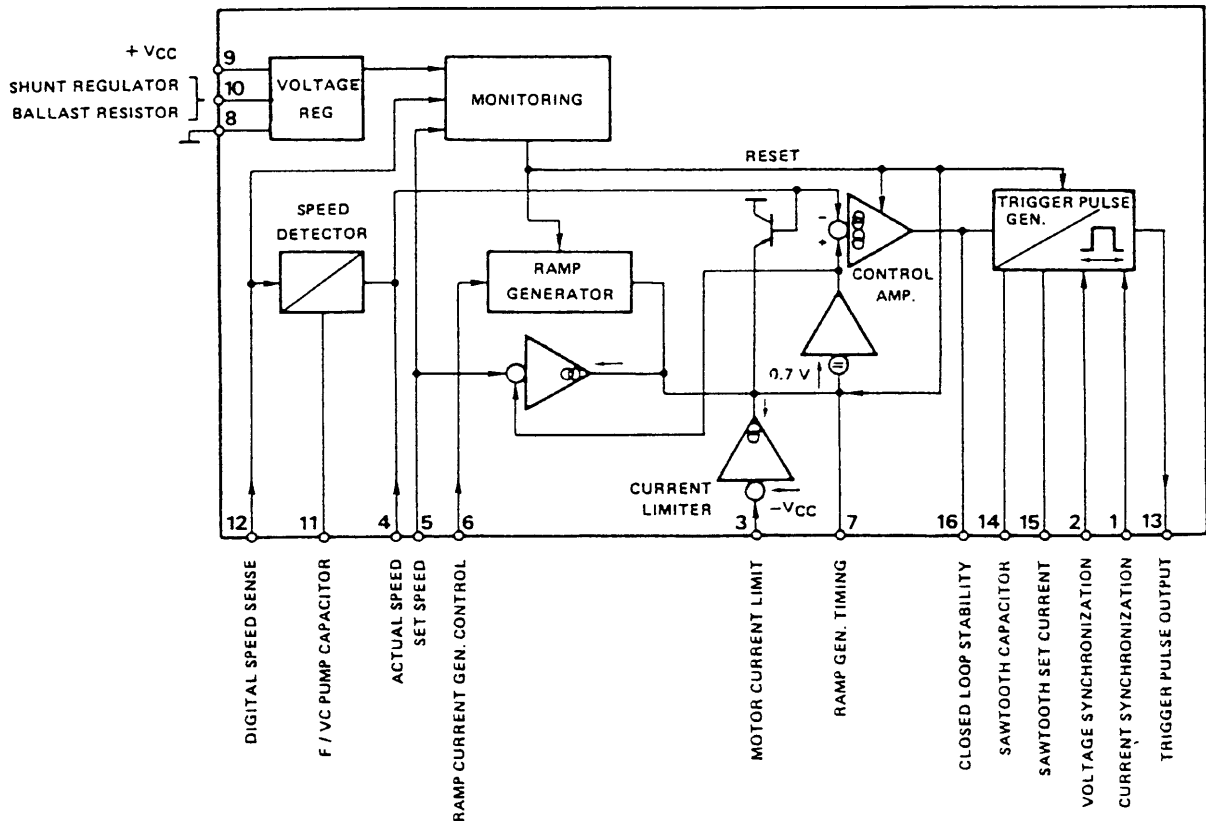 + VCC
9
SHUNT REGULATOR
10
BALLAST RESISTOR
8
VOLTAGE
REG
MONITORING
RESET
SPEED
DETECTOR
RAMP
GENERATOR
-
+
CONTROL
AMP.
TRIGGER PULSE
GEN.
=
0.7 V
CURRENT
LIMITER
-VCC
12
11
4
5
6
3
7
16
14
15
2
1
13
DIGITAL SPEED SENSE
F / VC PUMP CAPACITOR
ACTUAL SPEED
SET SPEED
RAMP CURRENT GEN. CONTROL
MOTOR CURRENT LIMIT
RAMP GEN. TIMING
CLOSED LOOP STABILITY
SAWTOOTH CAPACITOR
SAWTOOTH SET CURRENT
VOLTAGE SYNCHRONIZATION
CURRENT SYNCHRONIZATION
TRIGGER PULSE OUTPUT